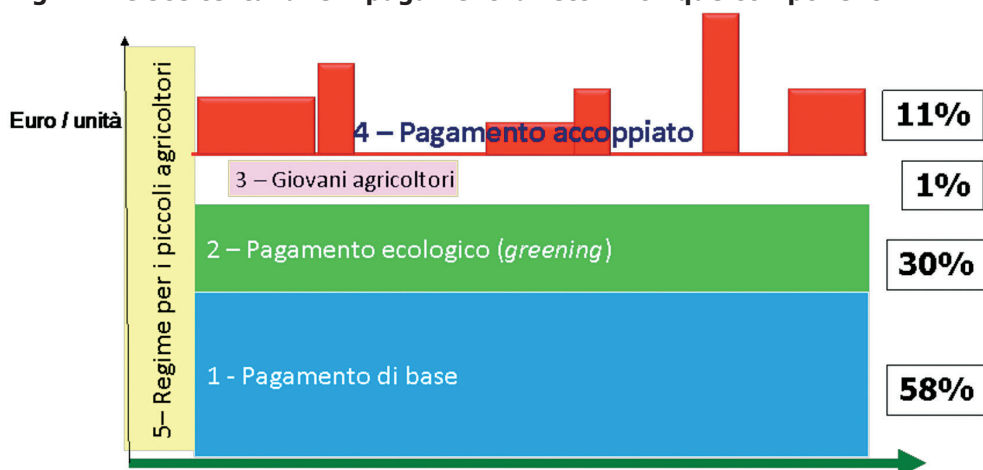 Euro / unità
5– Regime per i piccoli agricoltori
4 – Pagamento accoppiato
11%
3 – Giovani agricoltori
1%
2 – Pagamento ecologico (greening)
30%
1 - Pagamento di base
58%